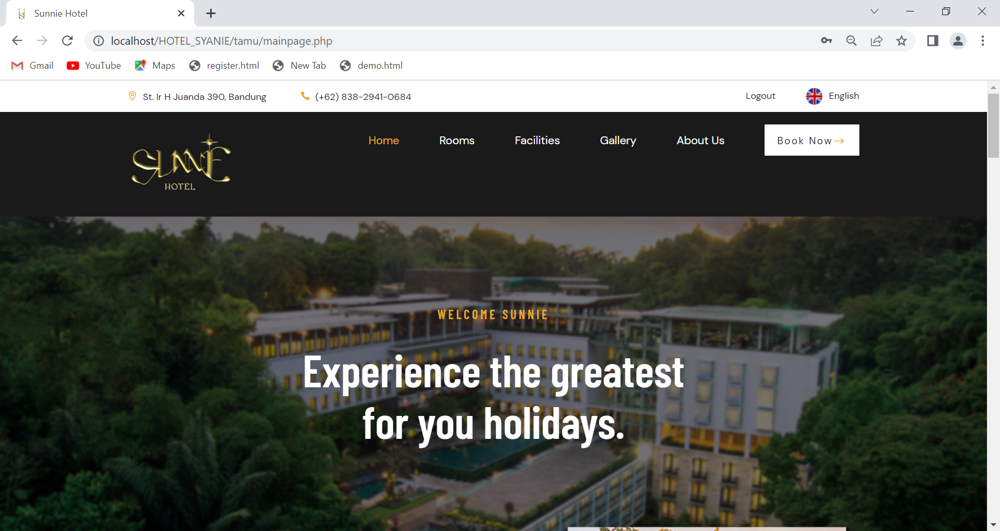 Sunnie Hotel
localhost/HOTEL_SYANIE/tamu/mainpage.php
Gmail YouTube Maps register.html New Tab demo.html
St. Ir H Juanda 390, Bandung (+62) 838-2941-0684 Logout English
SUNNIE
HOTEL
Home Rooms Facilities Gallery About Us Book Now→
WELCOME SUNNIE
Experience the greatest
for you holidays.